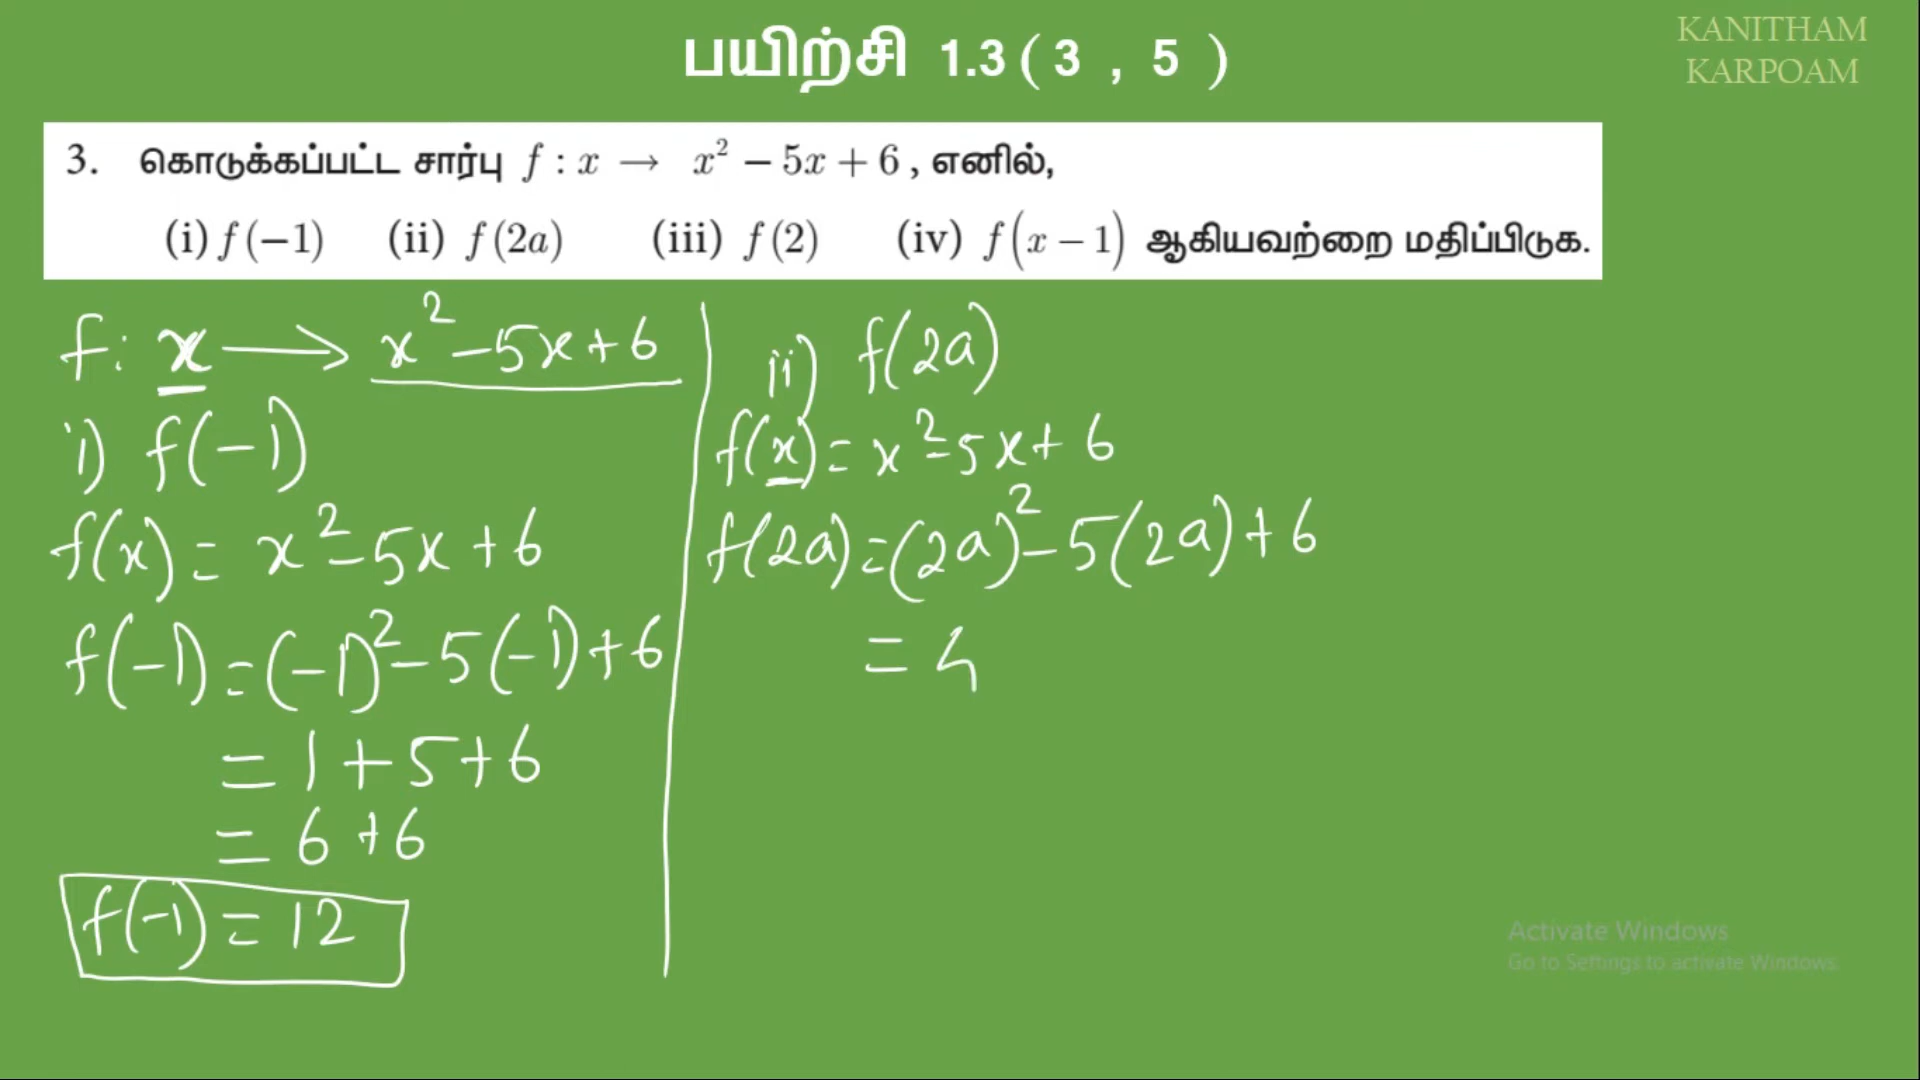 பயிற்சி 1.3 ( 3 , 5 )
KANITHAM
KARPOAM
3. கொடுக்கப்பட்ட சார்பு f : x → x² − 5x + 6 , எனில்,
(i) f(−1) (ii) f(2a) (iii) f(2) (iv) f(x − 1) ஆகியவற்றை மதிப்பிடுக.
f: x → x² − 5x + 6
i) f(−1)
f(x) = x² − 5x + 6
f(−1) = (−1)² − 5(−1) + 6
= 1 + 5 + 6
= 6 + 6
f(−1) = 12
ii) f(2a)
f(x) = x² − 5x + 6
f(2a) = (2a)² − 5(2a) + 6
= 4
Activate Windows
Go to Settings to activate Windows.